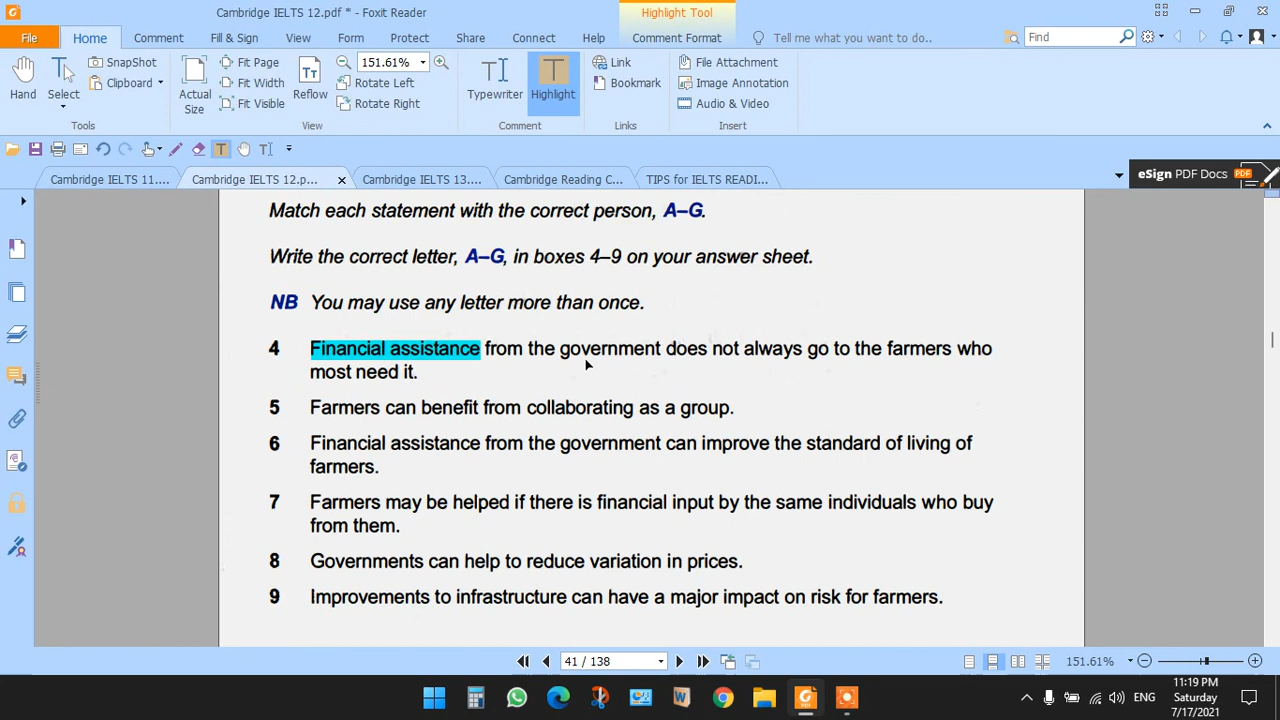 Cambridge IELTS 12.pdf * - Foxit Reader
Highlight Tool
File Home Comment Fill & Sign View Form Protect Share Connect Help Comment Format Tell me what you want to do.. Find
Hand
Select
SnapShot
Clipboard
Tools
Actual Size
Fit Page
Fit Width
Fit Visible
Reflow
151.61%
Rotate Left
Rotate Right
View
Typewriter
Highlight
Comment
Link
Bookmark
Links
File Attachment
Image Annotation
Audio & Video
Insert
Cambridge IELTS 11.... Cambridge IELTS 12.p... Cambridge IELTS 13.... Cambridge Reading C... TIPS for IELTS READI...
eSign PDF Docs PDF
Match each statement with the correct person, A–G.
Write the correct letter, A–G, in boxes 4–9 on your answer sheet.
NB You may use any letter more than once.
4 Financial assistance from the government does not always go to the farmers who
most need it.
5 Farmers can benefit from collaborating as a group.
6 Financial assistance from the government can improve the standard of living of
farmers.
7 Farmers may be helped if there is financial input by the same individuals who buy
from them.
8 Governments can help to reduce variation in prices.
9 Improvements to infrastructure can have a major impact on risk for farmers.
41 / 138
151.61%
ENG
11:19 PM
Saturday
7/17/2021